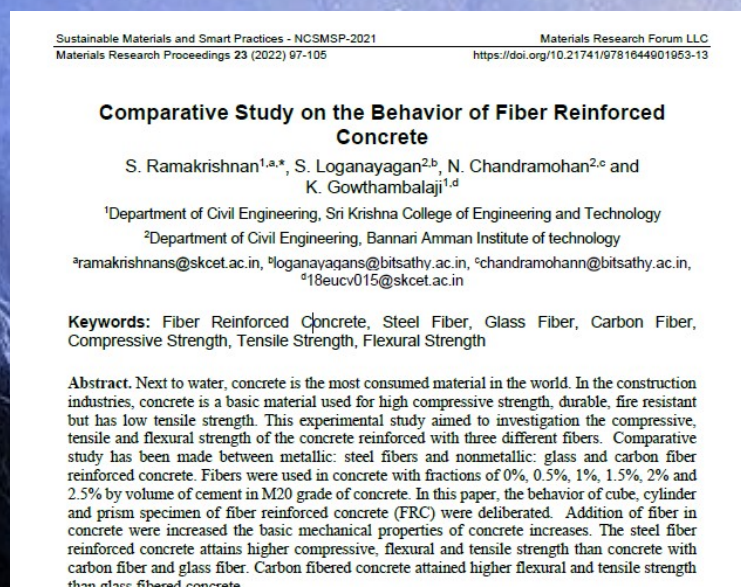 Sustainable Materials and Smart Practices - NCSMSP-2021 Materials Research Forum LLC
Materials Research Proceedings 23 (2022) 97-105 https://doi.org/10.21741/9781644901953-13
Comparative Study on the Behavior of Fiber Reinforced
Concrete
S. Ramakrishnan1,a,*, S. Loganayagan2,b, N. Chandramohan2,c and
K. Gowthambalaji1,d
1Department of Civil Engineering, Sri Krishna College of Engineering and Technology
2Department of Civil Engineering, Bannari Amman Institute of technology
aramakrishnans@skcet.ac.in, bloganayagans@bitsathy.ac.in, cchandramohann@bitsathy.ac.in,
d18eucv015@skcet.ac.in
Keywords: Fiber Reinforced Concrete, Steel Fiber, Glass Fiber, Carbon Fiber,
Compressive Strength, Tensile Strength, Flexural Strength
Abstract. Next to water, concrete is the most consumed material in the world. In the construction
industries, concrete is a basic material used for high compressive strength, durable, fire resistant
but has low tensile strength. This experimental study aimed to investigation the compressive,
tensile and flexural strength of the concrete reinforced with three different fibers. Comparative
study has been made between metallic: steel fibers and nonmetallic: glass and carbon fiber
reinforced concrete. Fibers were used in concrete with fractions of 0%, 0.5%, 1%, 1.5%, 2% and
2.5% by volume of cement in M20 grade of concrete. In this paper, the behavior of cube, cylinder
and prism specimen of fiber reinforced concrete (FRC) were deliberated. Addition of fiber in
concrete were increased the basic mechanical properties of concrete increases. The steel fiber
reinforced concrete attains higher compressive, flexural and tensile strength than concrete with
carbon fiber and glass fiber. Carbon fibered concrete attained higher flexural and tensile strength
than glass fibered concrete.